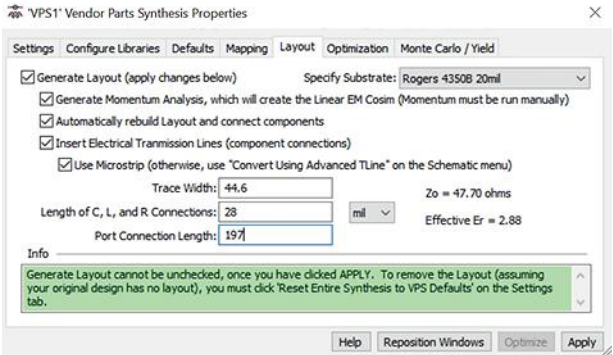 "VPS1" Vendor Parts Synthesis Properties
Settings Configure Libraries Defaults Mapping Layout Optimization Monte Carlo / Yield
Generate Layout (apply changes below) Specify Substrate: Rogers 4350B 20mil
Generate Momentum Analysis, which will create the Linear EM Cosim (Momentum must be run manually)
Automatically rebuild Layout and connect components
Insert Electrical Tranmission Lines (component connections)
Use Microstrip (otherwise, use "Convert Using Advanced TLine" on the Schematic menu)
Trace Width: 44.6 Zo = 47.70 ohms
Length of C, L, and R Connections: 28 mil Effective Er = 2.88
Port Connection Length: 197
Info
Generate Layout cannot be unchecked, once you have clicked APPLY. To remove the Layout (assuming
your original design has no layout), you must click 'Reset Entire Synthesis to VPS Defaults' on the Settings
tab.
Help Reposition Windows Optimize Apply